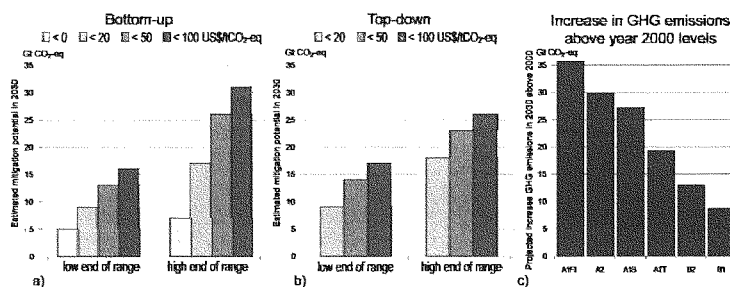 Bottom-up
< 0 < 20 < 50 < 100 US$/tCO₂-eq
Gt CO₂-eq
35
30
25
20
15
10
5
0
Estimated mitigation potential in 2030
low end of range high end of range
a)
Top-down
< 20 < 50 < 100 US$/tCO₂-eq
Gt CO₂-eq
35
30
25
20
15
10
5
0
Estimated mitigation potential in 2030
low end of range high end of range
b)
Increase in GHG emissions
above year 2000 levels
Gt CO₂-eq
35
30
25
20
15
10
5
0
Projected increase GHG emissions in 2030 above 2000
A1F1 A2 A1B A1T B2 B1
c)